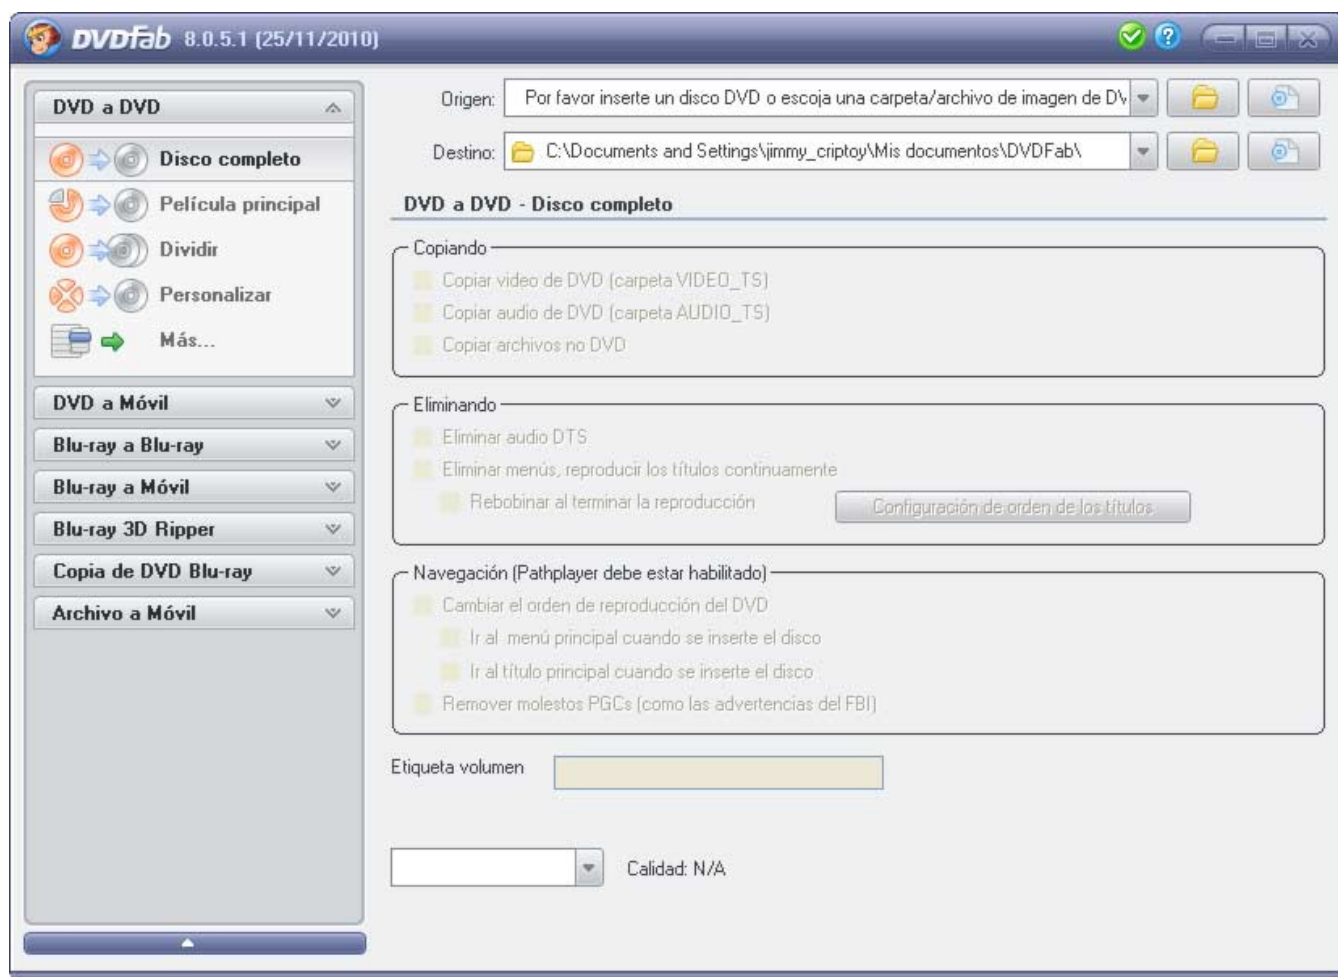 DVDFab 8.0.5.1 (25/11/2010)
DVD a DVD
Disco completo
Película principal
Dividir
Personalizar
Más...
DVD a Móvil
Blu-ray a Blu-ray
Blu-ray a Móvil
Blu-ray 3D Ripper
Copia de DVD Blu-ray
Archivo a Móvil
Origen: Por favor inserte un disco DVD o escoja una carpeta/archivo de imagen de
Destino: C:\Documents and Settings\jimmy_criptoy\Mis documentos\DVDFab\
DVD a DVD - Disco completo
Copiando
Copiar video de DVD (carpeta VIDEO_TS)
Copiar audio de DVD (carpeta AUDIO_TS)
Copiar archivos no DVD
Eliminando
Eliminar audio DTS
Eliminar menús, reproducir los títulos continuamente
Rebobinar al terminar la reproducción
Configuración de orden de los títulos
Navegación (Pathplayer debe estar habilitado)
Cambiar el orden de reproducción del DVD
Ir al menú principal cuando se inserte el disco
Ir al título principal cuando se inserte el disco
Remover molestos PGCs (como las advertencias del FBI)
Etiqueta volumen
Calidad: N/A